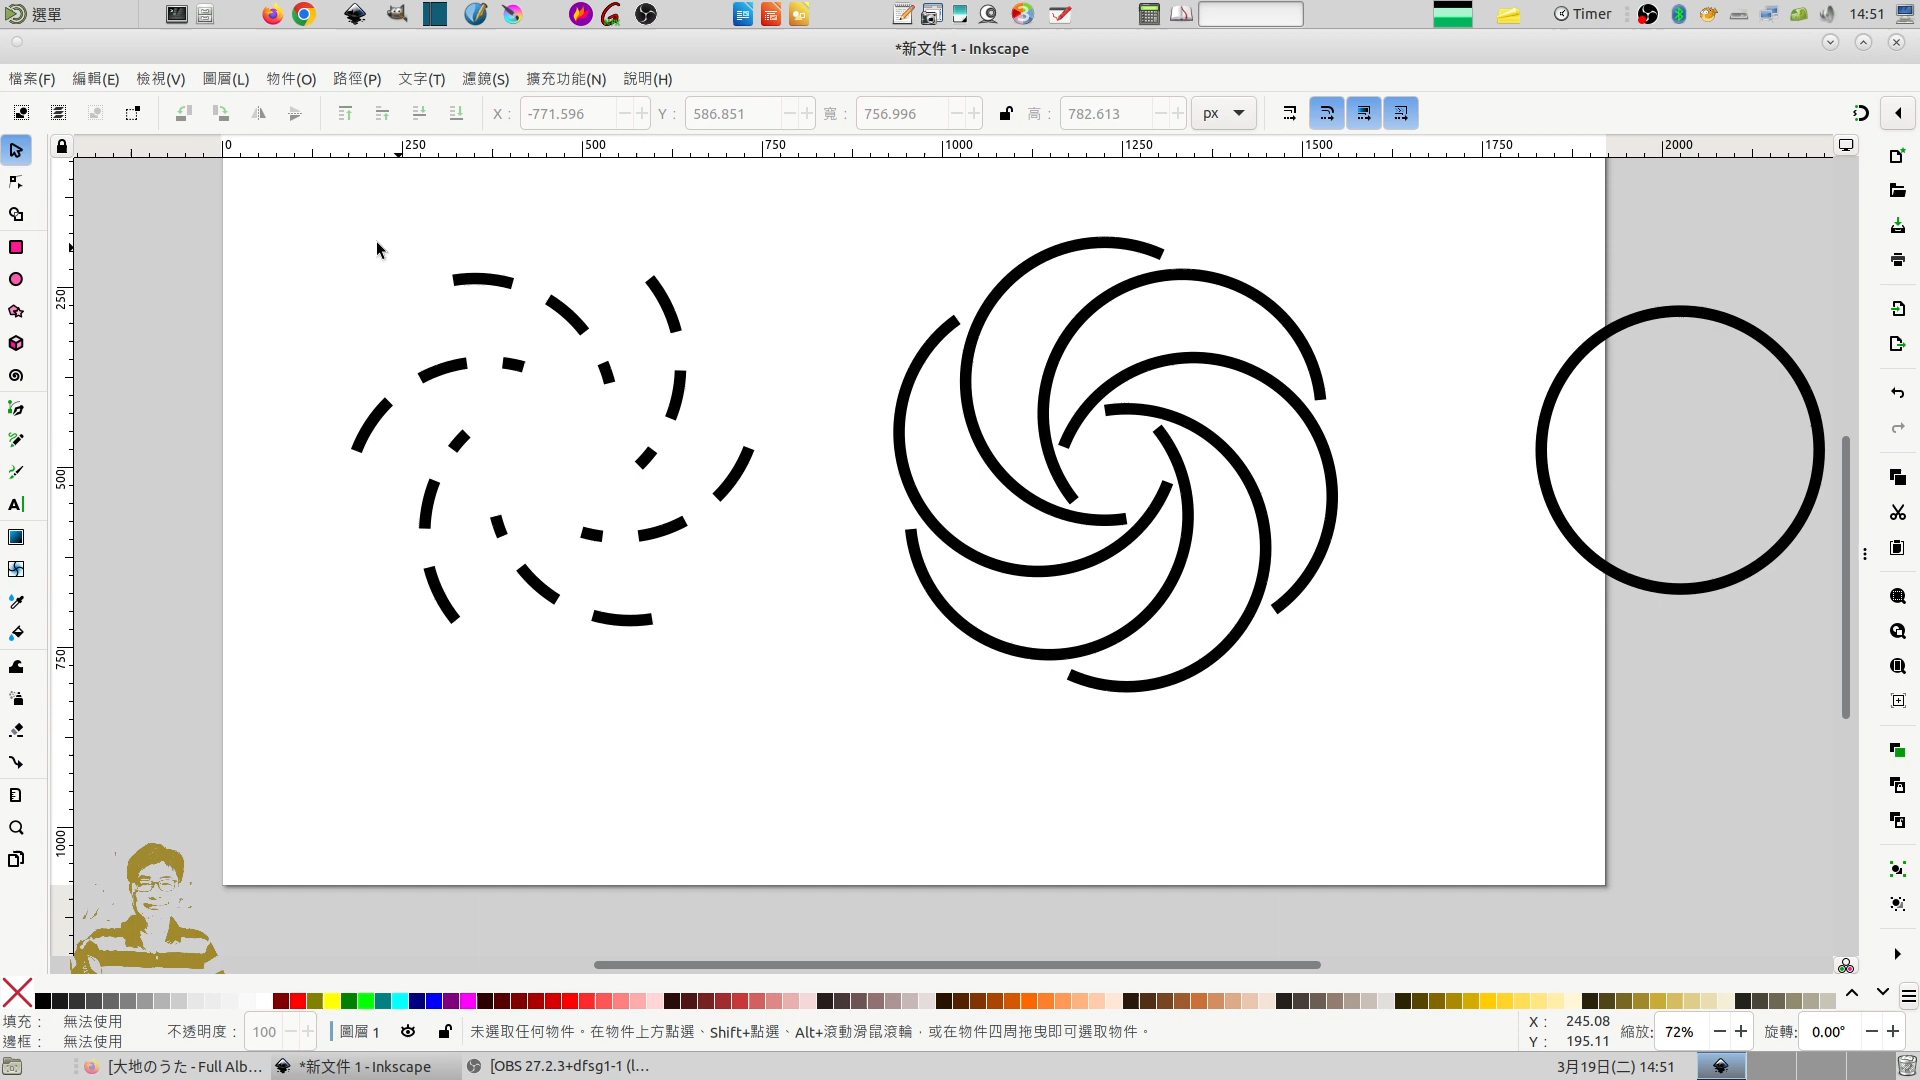 選單
Timer
14:51
*新文件 1 - Inkscape
檔案(F) 編輯(E) 檢視(V) 圖層(L) 物件(O) 路徑(P) 文字(T) 濾鏡(S) 擴充功能(N) 說明(H)
X： -771.596 Y： 586.851 寬： 756.996 高： 782.613 px
0 250 500 750 1000 1250 1500 1750 2000
250
500
750
1000
填充： 無法使用
邊框： 無法使用
不透明度： 100
圖層 1
未選取任何物件。在物件上方點選、Shift+點選、Alt+滾動滑鼠滾輪，或在物件四周拖曳即可選取物件。
X： 245.08
Y： 195.11
縮放: 72%
旋轉: 0.00°
[大地のうた - Full Alb...
*新文件 1 - Inkscape
[OBS 27.2.3+dfsg1-1 (l...
3月19日(二) 14:51